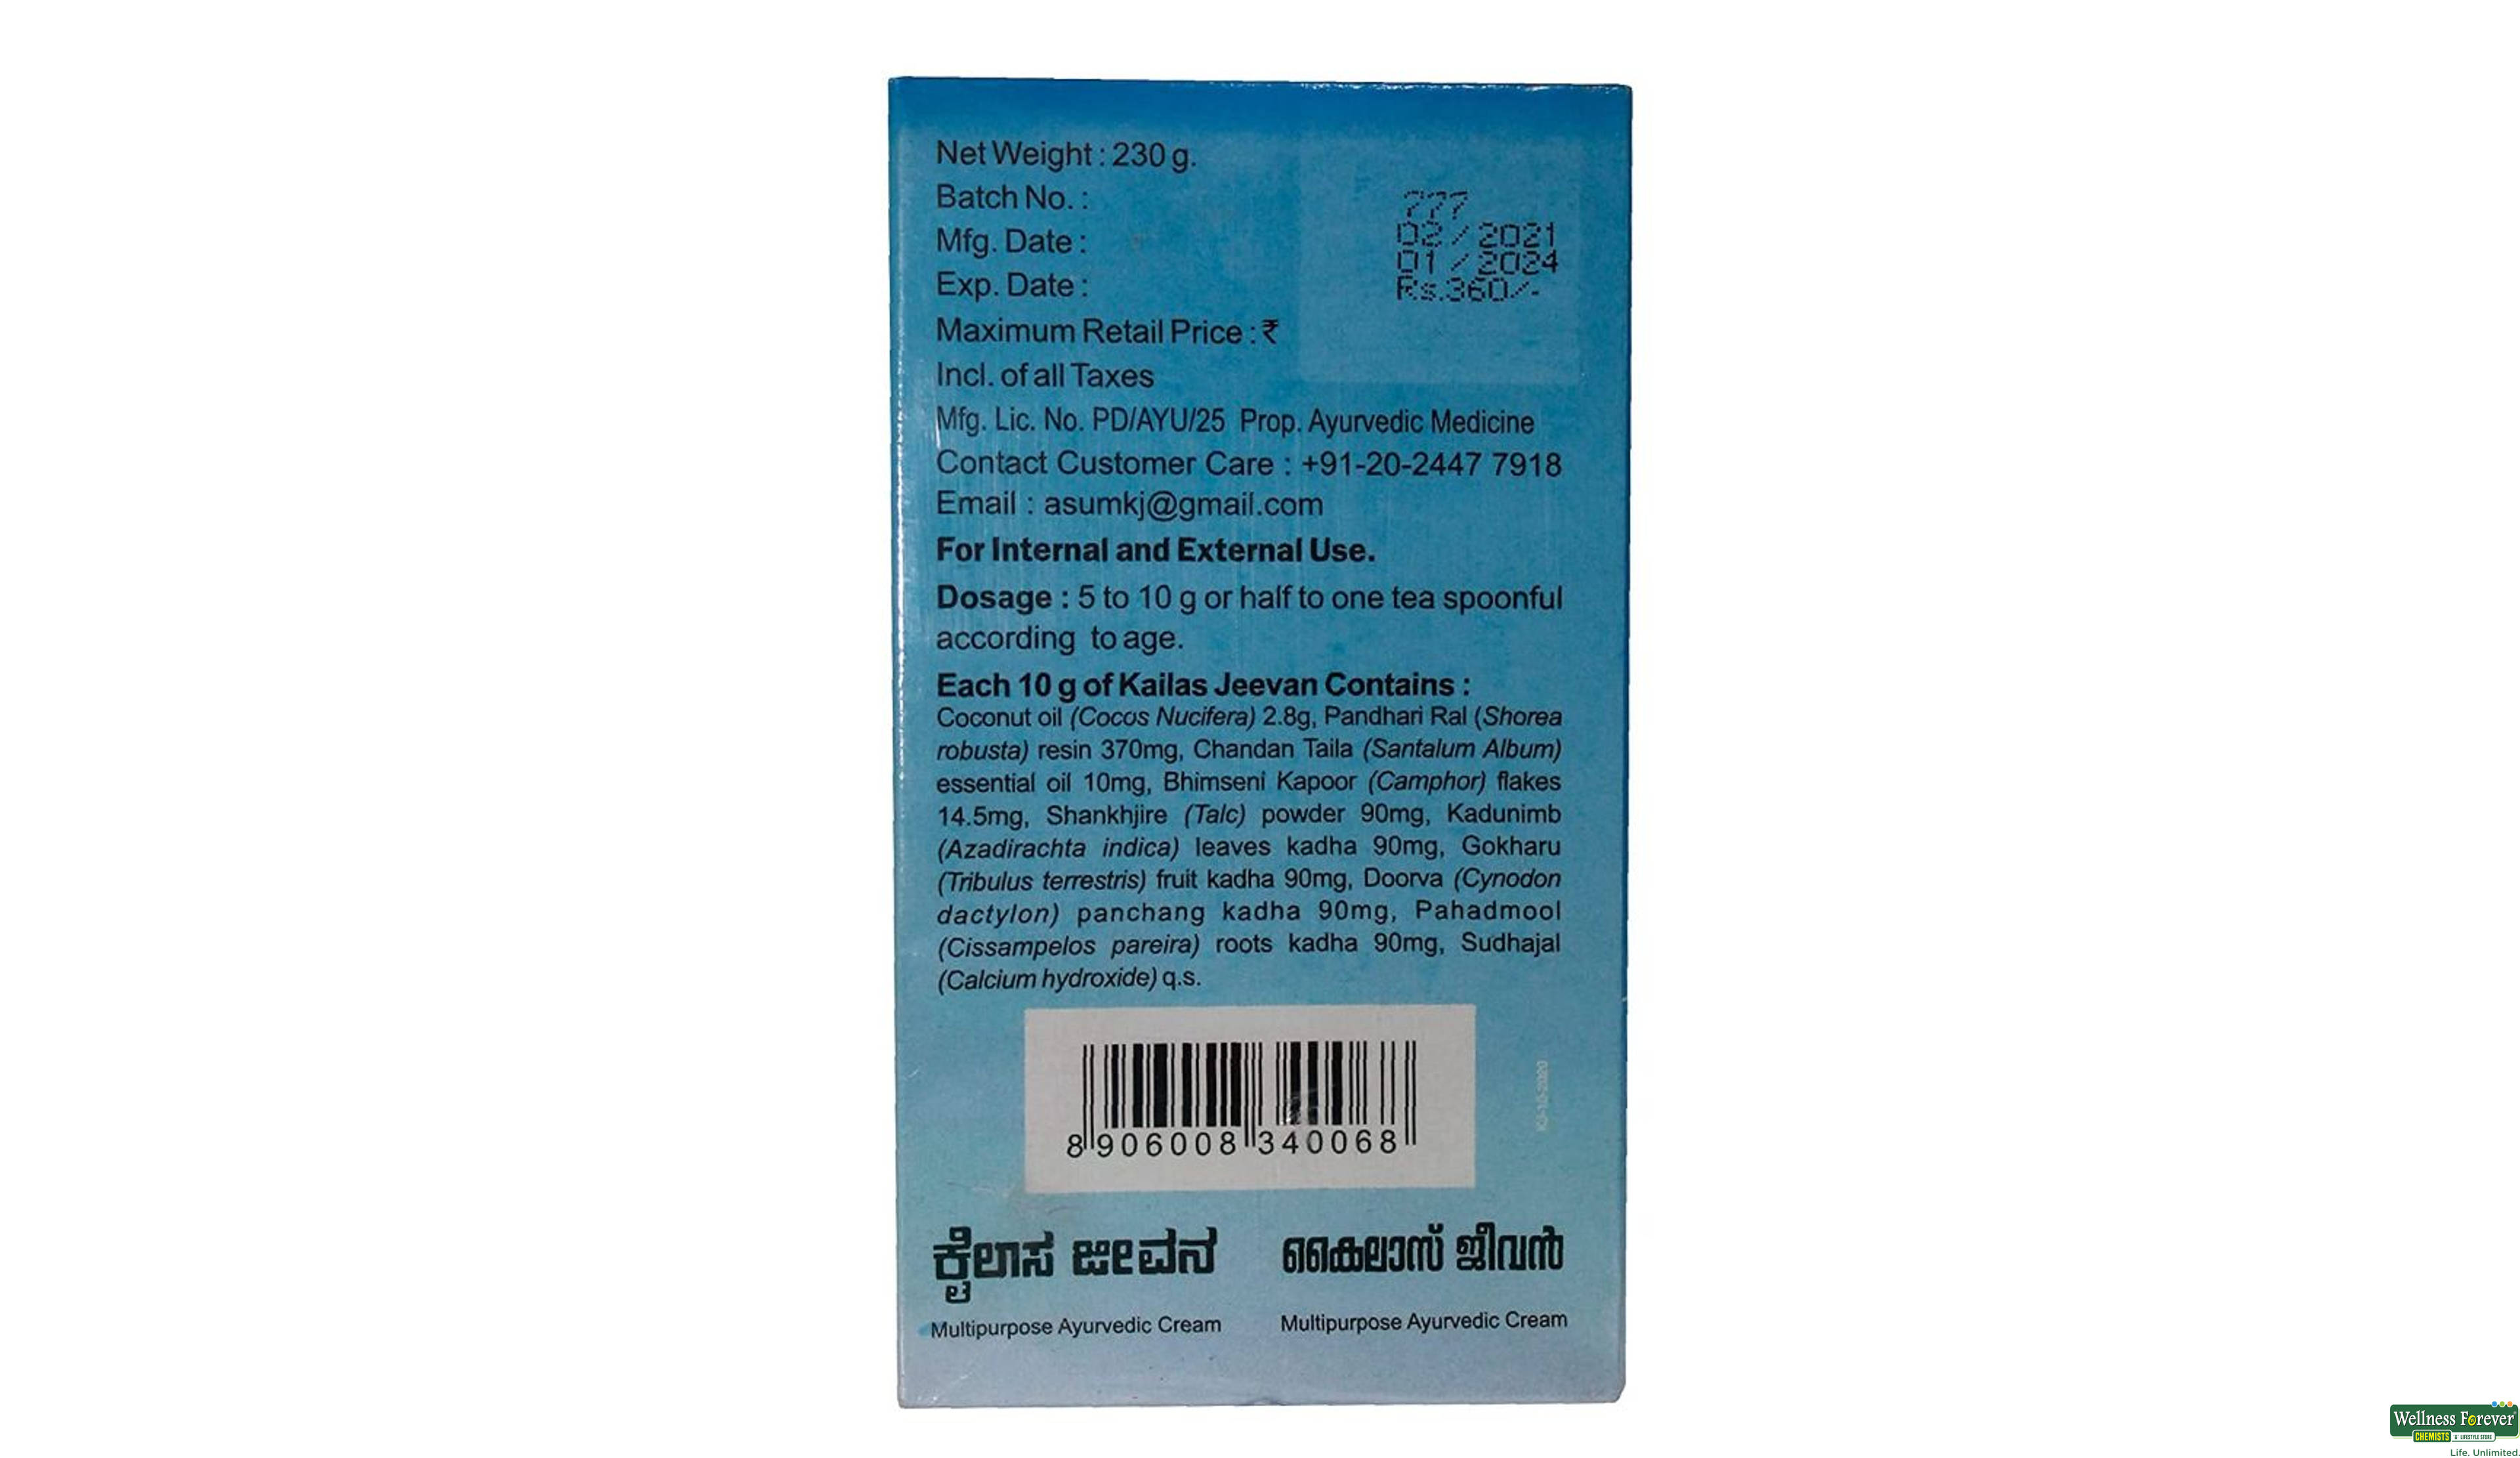 Net Weight : 230 g.
Batch No. :
777
Mfg. Date :
02 / 2021
Exp. Date :
01 / 2024
Rs.360/-
Maximum Retail Price : ₹
Incl. of all Taxes
Mfg. Lic. No. PD/AYU/25 Prop. Ayurvedic Medicine
Contact Customer Care : +91-20-2447 7918
Email : asumkj@gmail.com
For Internal and External Use.
Dosage : 5 to 10 g or half to one tea spoonful
according to age.
Each 10 g of Kailas Jeevan Contains :
Coconut oil (Cocos Nucifera) 2.8g, Pandhari Ral (Shorea
robusta) resin 370mg, Chandan Taila (Santalum Album)
essential oil 10mg, Bhimseni Kapoor (Camphor) flakes
14.5mg, Shankhjire (Talc) powder 90mg, Kadunimb
(Azadirachta indica) leaves kadha 90mg, Gokharu
(Tribulus terrestris) fruit kadha 90mg, Doorva (Cynodon
dactylon) panchang kadha 90mg, Pahadmool
(Cissampelos pareira) roots kadha 90mg, Sudhajal
(Calcium hydroxide) q.s.
KJ-10-2020
8 906008 340068
ಕೈಲಾಸ ಜೀವನ
കൈലാസ് ജീവൻ
Multipurpose Ayurvedic Cream
Multipurpose Ayurvedic Cream
Wellness Forever
CHEMISTS 'n' LIFESTYLE STORE
Life. Unlimited.